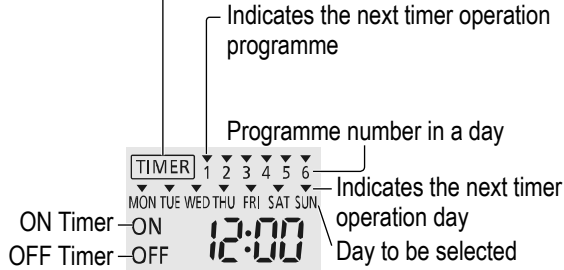 Indicates the next timer operation
programme
Programme number in a day
TIMER 1 2 3 4 5 6
MON TUE WED THU FRI SAT SUN
Indicates the next timer
operation day
ON Timer
ON
OFF Timer
OFF
12:00
Day to be selected